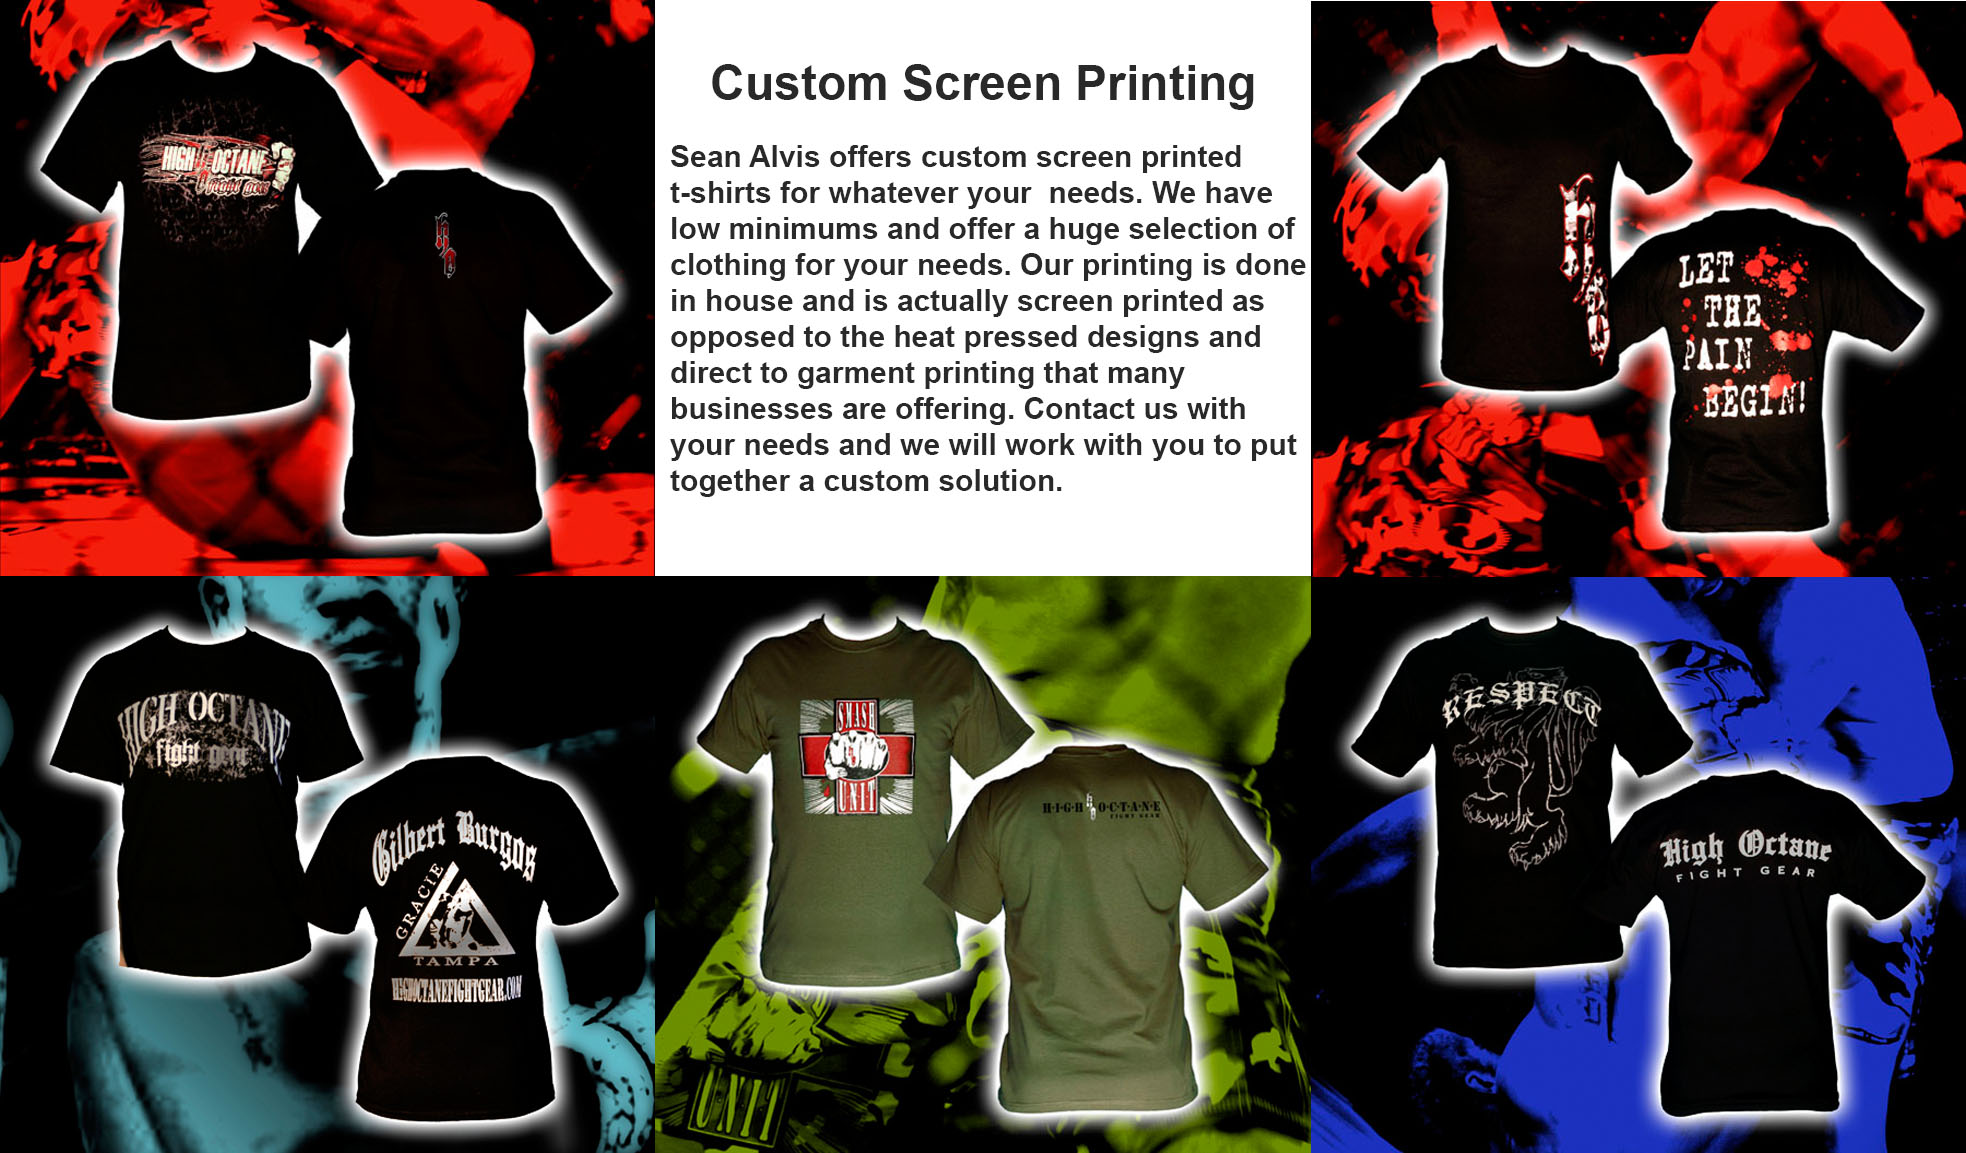 Custom Screen Printing
Sean Alvis offers custom screen printed
t-shirts for whatever your  needs. We have
low minimums and offer a huge selection of
clothing for your needs. Our printing is done
in house and is actually screen printed as
opposed to the heat pressed designs and
direct to garment printing that many
businesses are offering. Contact us with
your needs and we will work with you to put
together a custom solution.
HIGH OCTANE
fight gear
LET
THE
PAIN
BEGIN!
HIGH OCTANE
fight gear
Gilbert Burgos
GRACIE
TAMPA
HIGHOCTANEFIGHTGEAR.COM
SMASH
UNIT
H·I·G·H O·C·T·A·N·E
FIGHT GEAR
UNIT
RESPECT
High Octane
FIGHT GEAR